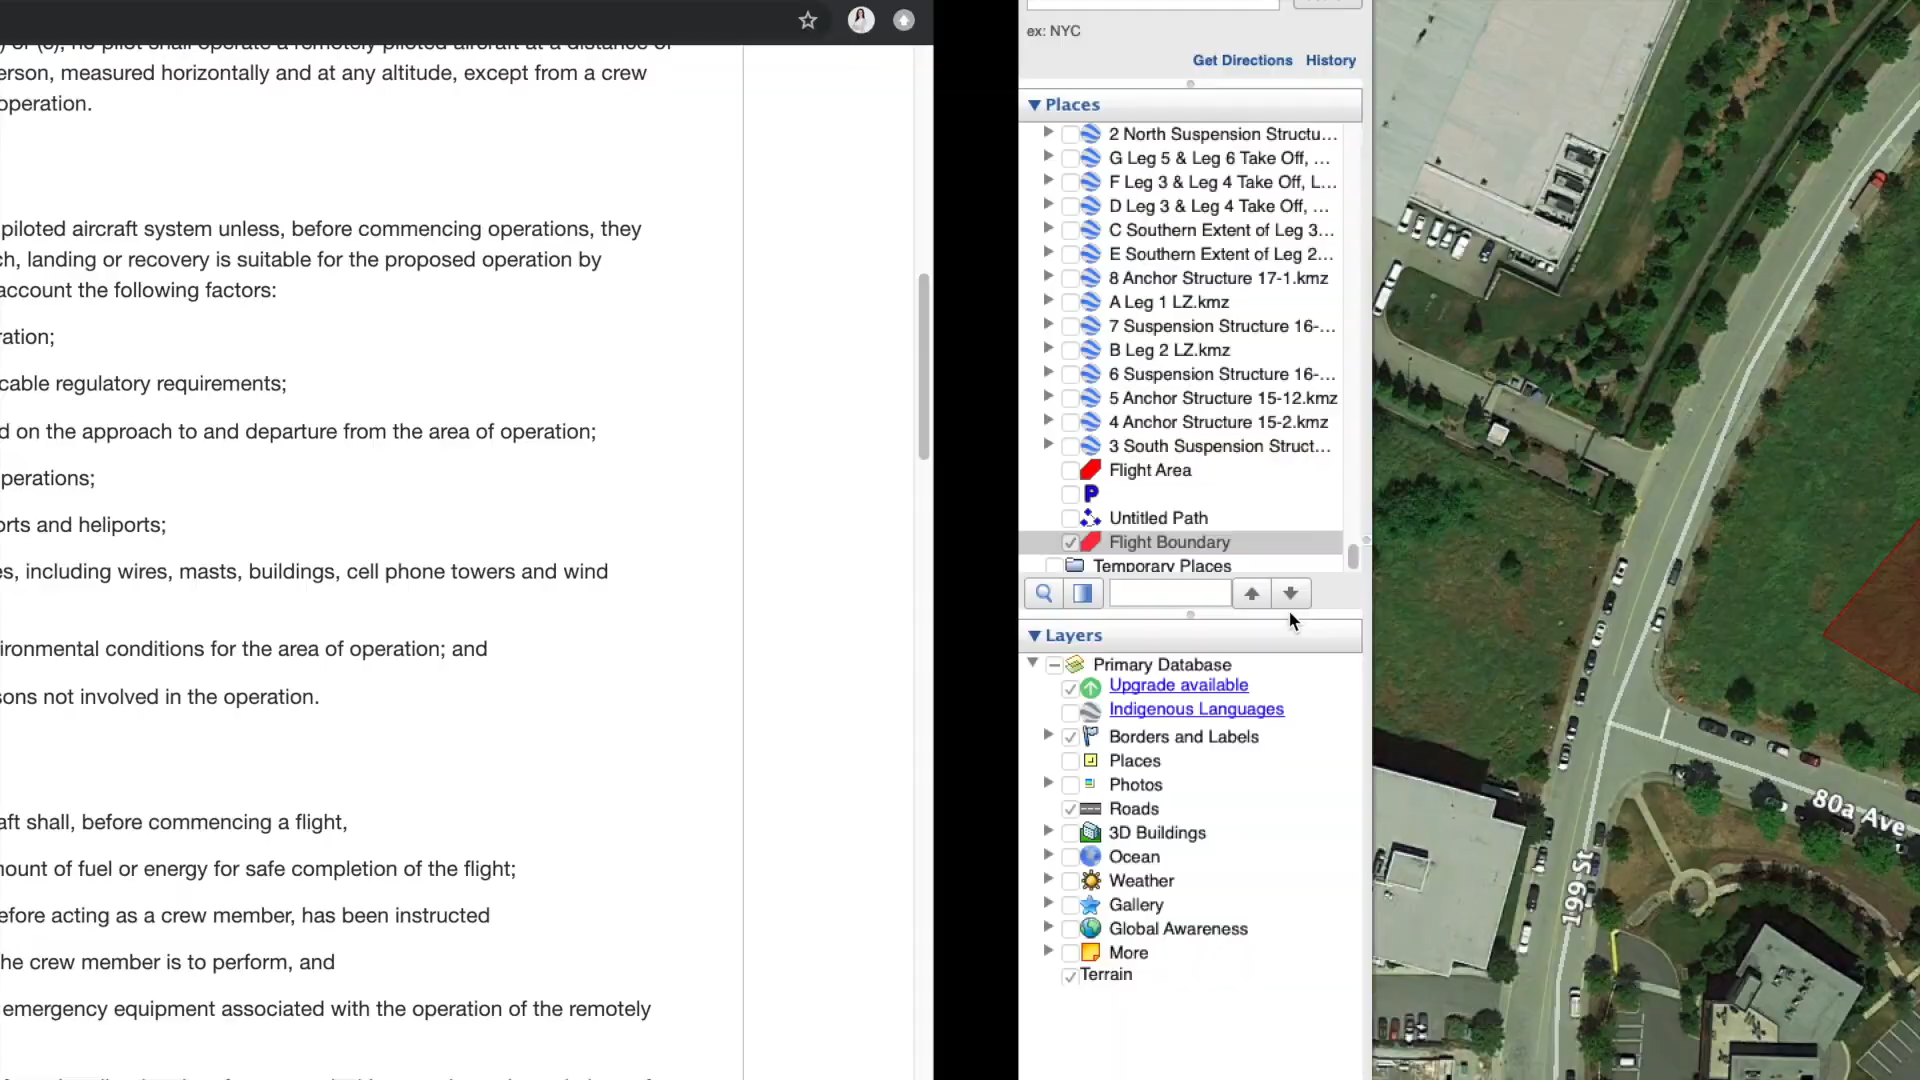 erson, measured horizontally and at any altitude, except from a crew
operation.
piloted aircraft system unless, before commencing operations, they
ch, landing or recovery is suitable for the proposed operation by
account the following factors:
ration;
cable regulatory requirements;
d on the approach to and departure from the area of operation;
perations;
orts and heliports;
es, including wires, masts, buildings, cell phone towers and wind
ironmental conditions for the area of operation; and
sons not involved in the operation.
aft shall, before commencing a flight,
nount of fuel or energy for safe completion of the flight;
efore acting as a crew member, has been instructed
he crew member is to perform, and
emergency equipment associated with the operation of the remotely
ex: NYC
Get Directions History
Places
2 North Suspension Structu...
G Leg 5 & Leg 6 Take Off, ...
F Leg 3 & Leg 4 Take Off, L...
D Leg 3 & Leg 4 Take Off, ...
C Southern Extent of Leg 3...
E Southern Extent of Leg 2...
8 Anchor Structure 17-1.kmz
A Leg 1 LZ.kmz
7 Suspension Structure 16-...
B Leg 2 LZ.kmz
6 Suspension Structure 16-...
5 Anchor Structure 15-12.kmz
4 Anchor Structure 15-2.kmz
3 South Suspension Struct...
Flight Area
P
Untitled Path
Flight Boundary
Temporary Places
Layers
Primary Database
Upgrade available
Indigenous Languages
Borders and Labels
Places
Photos
Roads
3D Buildings
Ocean
Weather
Gallery
Global Awareness
More
Terrain
80a Ave
199 St